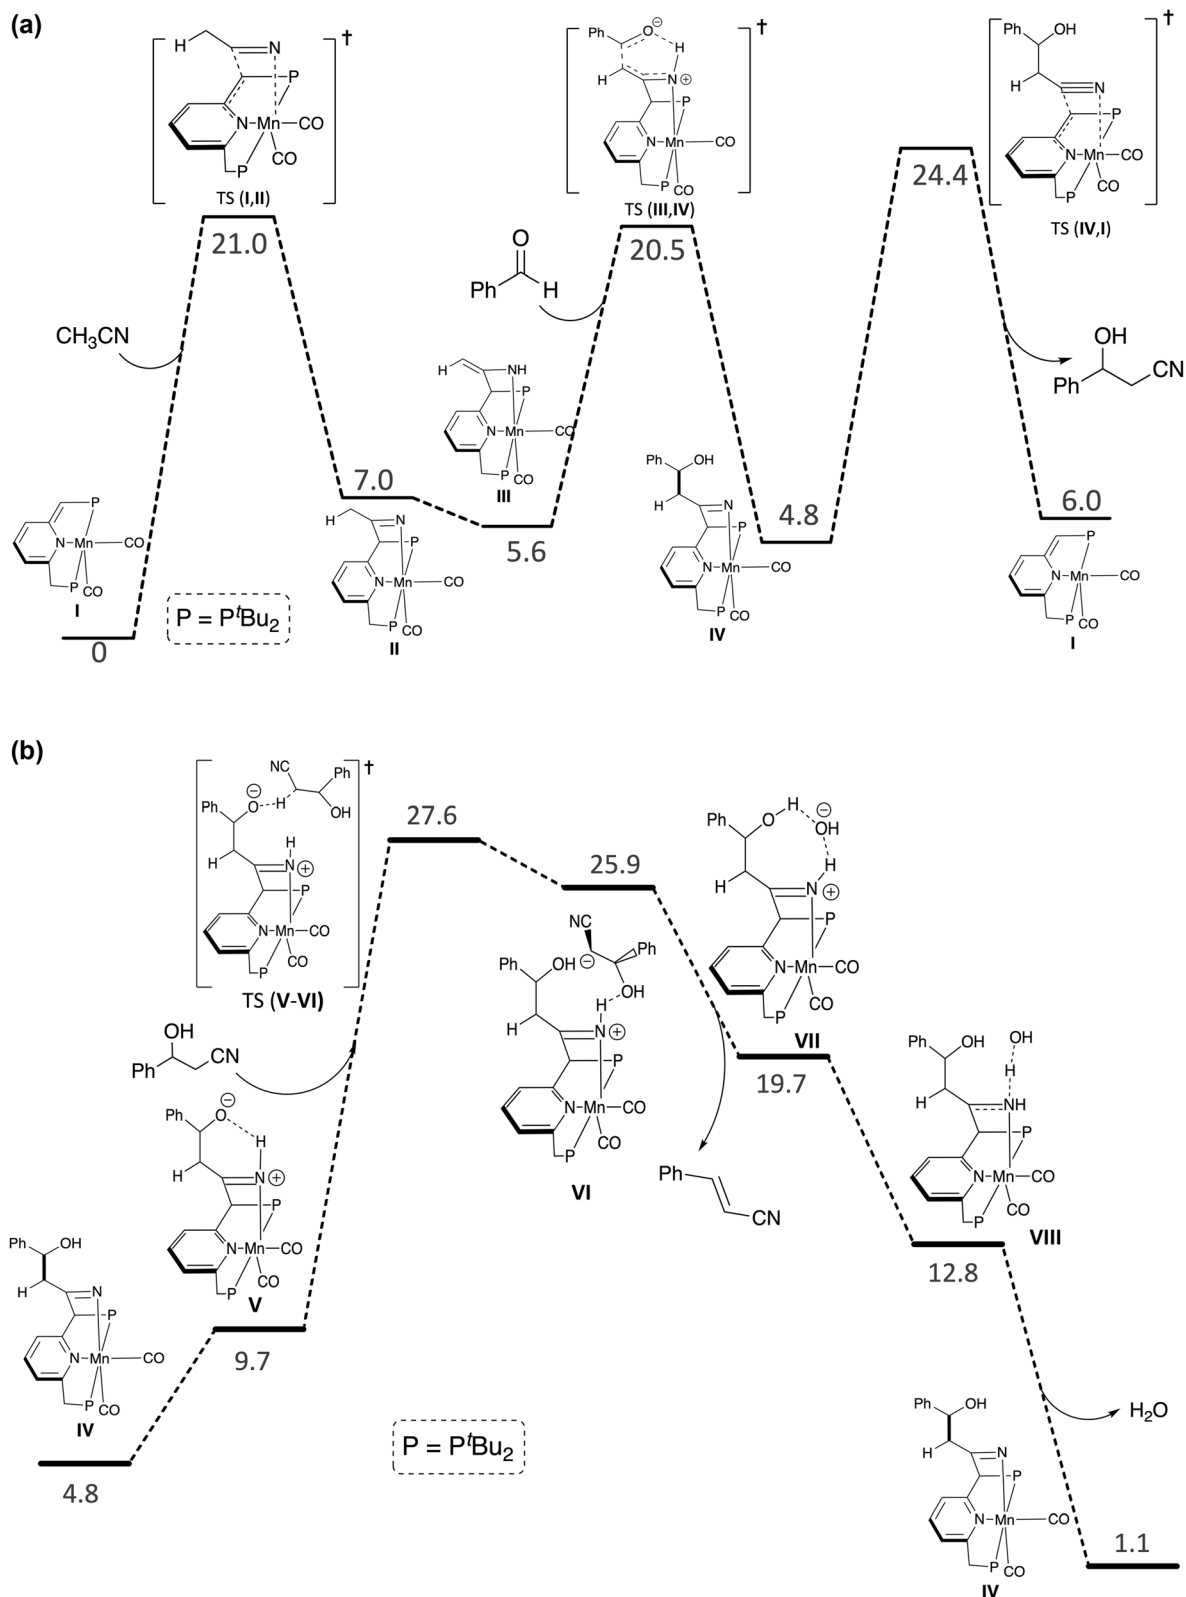 (a)
H
N
P
N
Mn
CO
CO
P
†
TS (I,II)
21.0
CH₃CN
P
N
Mn
CO
P
CO
I
0
P = PᵗBu₂
7.0
H
N
P
N
Mn
CO
P
CO
II
O
Ph
H
H
NH
P
N
Mn
CO
P
CO
III
5.6
Ph
O
⊖
H
H
N
⊕
P
N
Mn
CO
P
CO
†
TS (III,IV)
20.5
Ph
OH
H
N
P
N
Mn
CO
P
CO
IV
4.8
24.4
Ph
OH
H
N
P
N
Mn
CO
CO
P
†
TS (IV,I)
OH
Ph
CN
6.0
P
N
Mn
CO
P
CO
I
(b)
NC
Ph
Ph
O
⊖
H
OH
H
H
N
⊕
P
N
Mn
CO
CO
P
†
TS (V-VI)
OH
Ph
CN
27.6
25.9
Ph
O
⊖
H
H
N
⊕
P
N
Mn
CO
CO
P
V
9.7
Ph
OH
H
N
P
N
Mn
CO
P
CO
IV
4.8
NC
Ph
Ph
OH
⊖
OH
H
H
N
⊕
P
N
Mn
CO
CO
P
VI
Ph
CN
Ph
O
H
⊖
OH
H
H
N
⊕
P
N
Mn
CO
CO
P
VII
19.7
Ph
OH
OH
H
H
NH
P
N
Mn
CO
CO
P
VIII
12.8
H₂O
P = PᵗBu₂
Ph
OH
H
N
P
N
Mn
CO
P
CO
IV
1.1